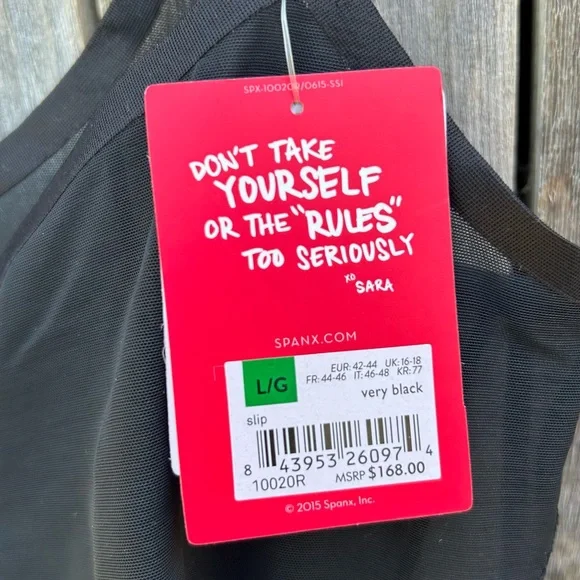 SPX-10020R/0615-SSI
DON'T TAKE
YOURSELF
OR THE "RULES"
TOO SERIOUSLY
XO
SARA
SPANX.COM
L/G
EUR: 42-44 UK: 16-18
FR: 44-46 IT: 46-48 KR: 77
very black
slip
8 43953 26097 4
10020R
MSRP $168.00
© 2015 Spanx, Inc.